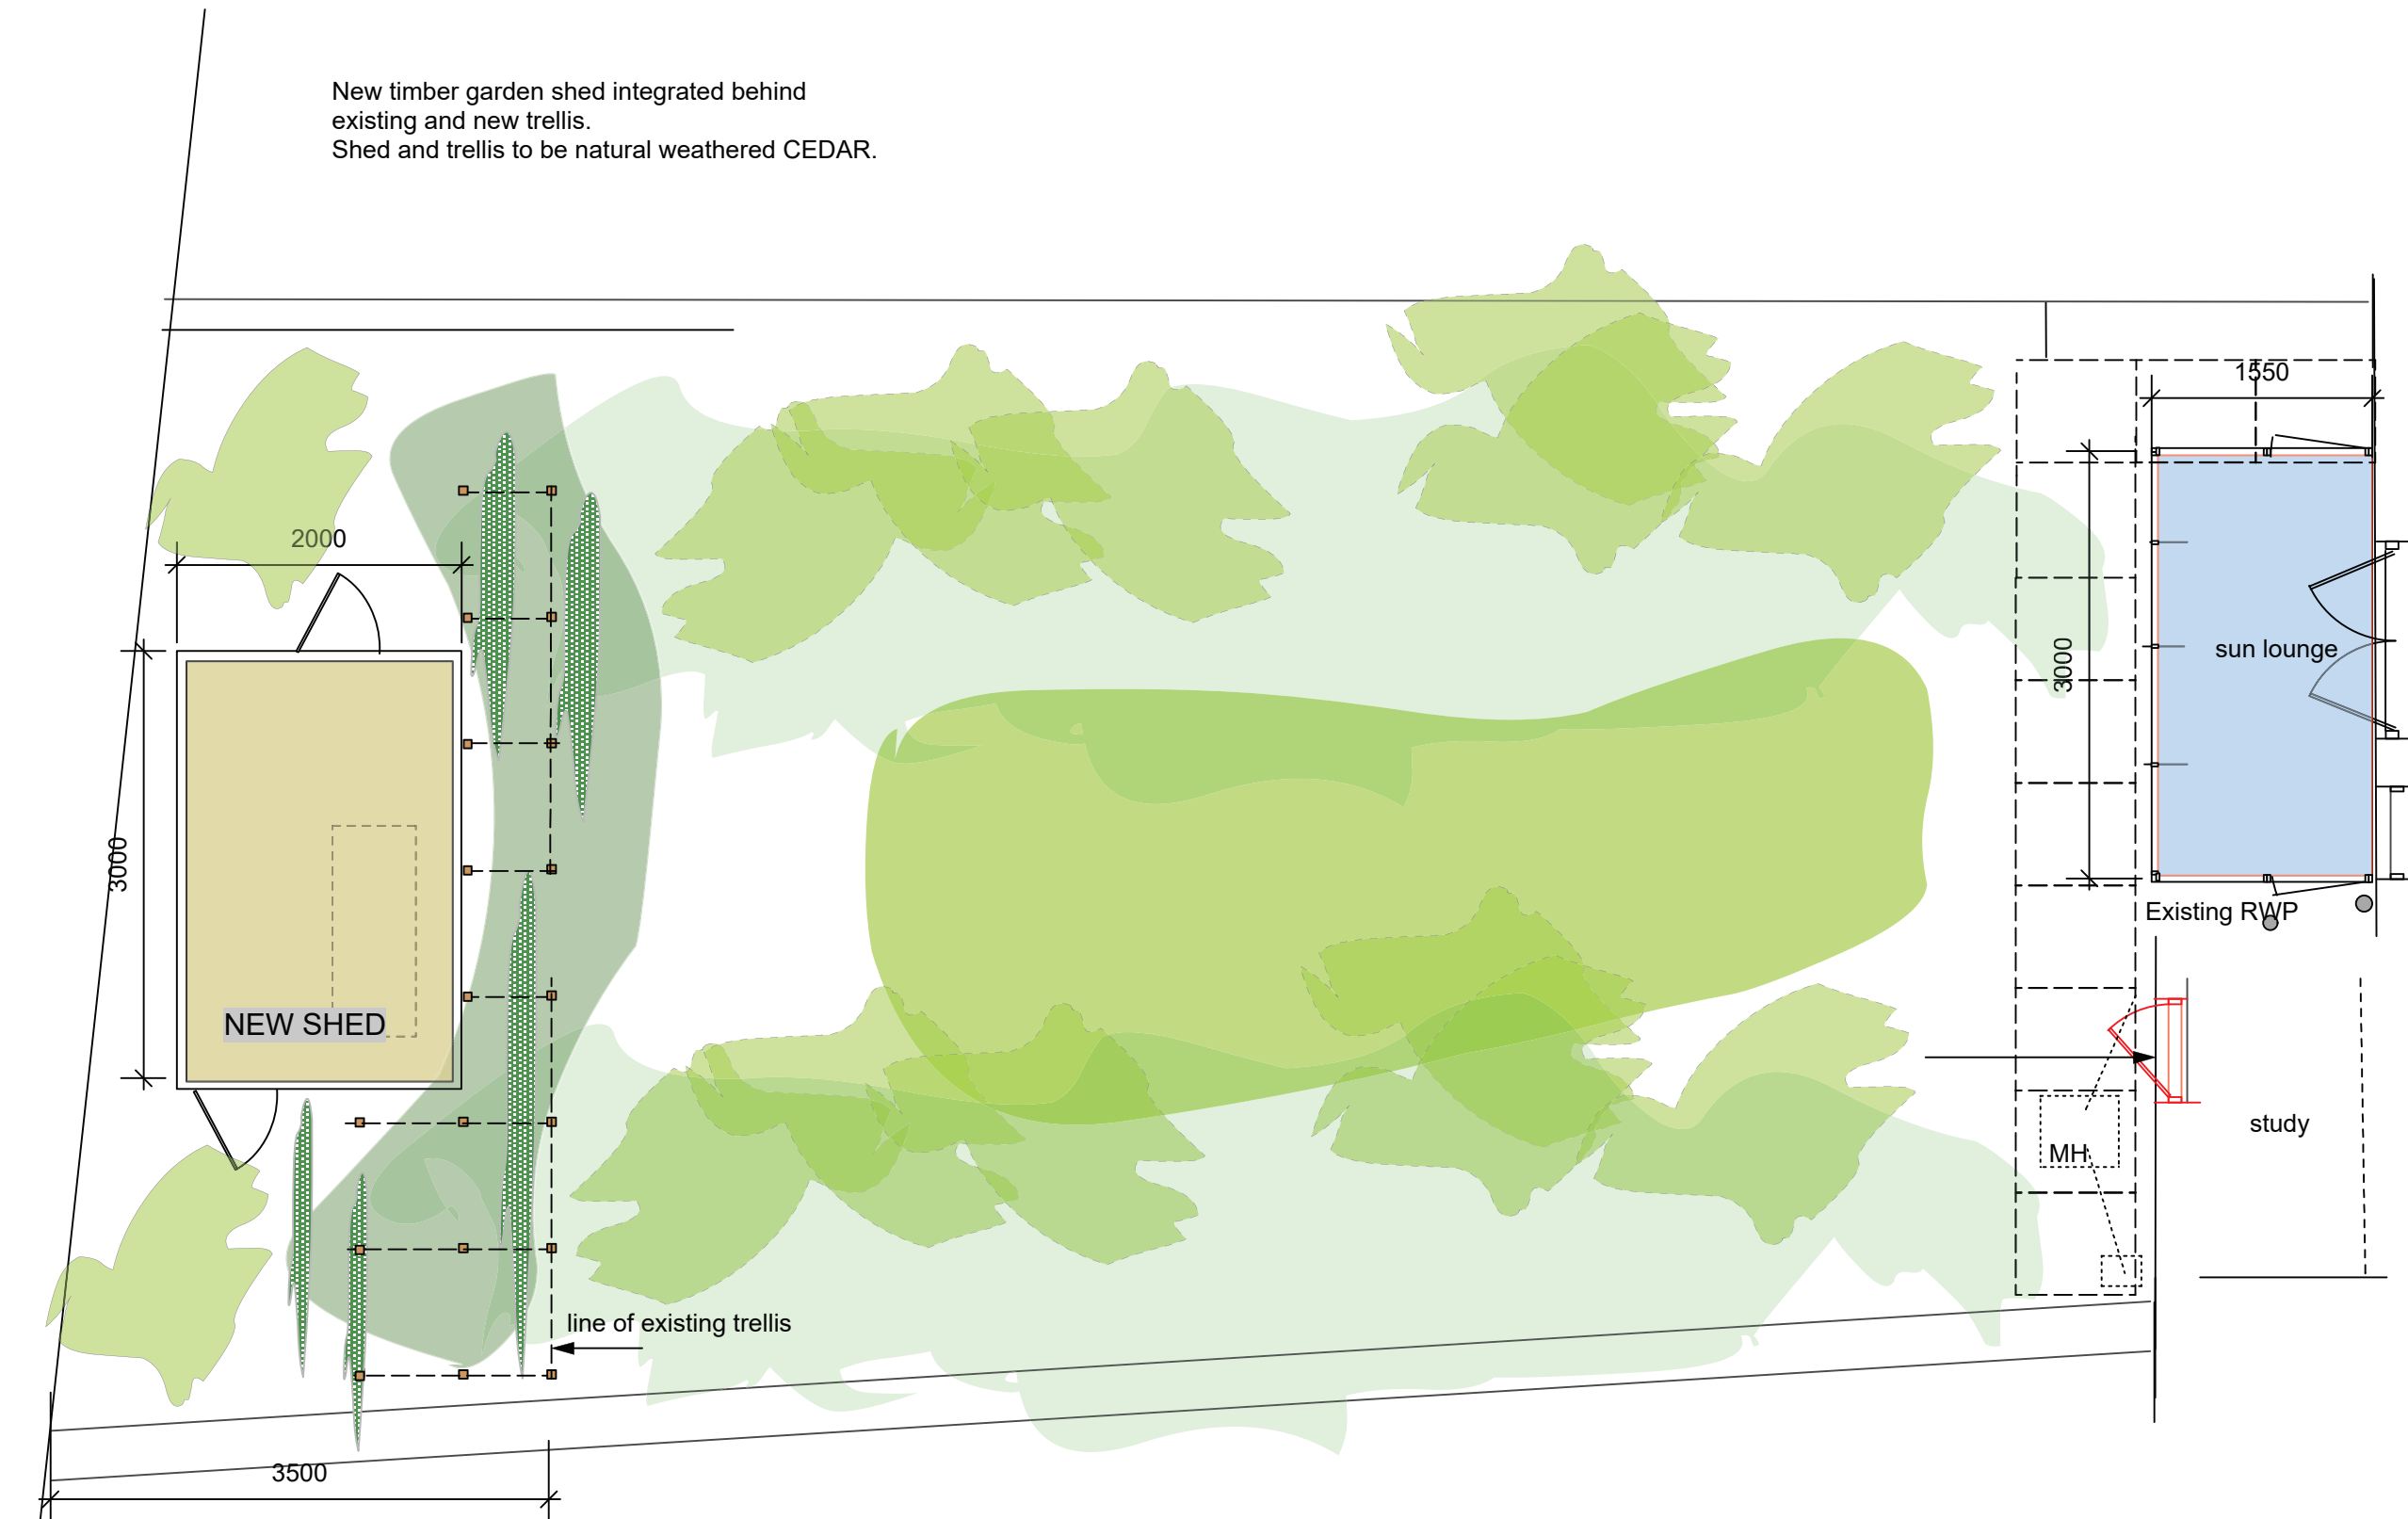 New timber garden shed integrated behind
existing and new trellis.
Shed and trellis to be natural weathered CEDAR.
1550
2000
sun lounge
3000
3000
Existing RWP
NEW SHED
study
MH
line of existing trellis
3500